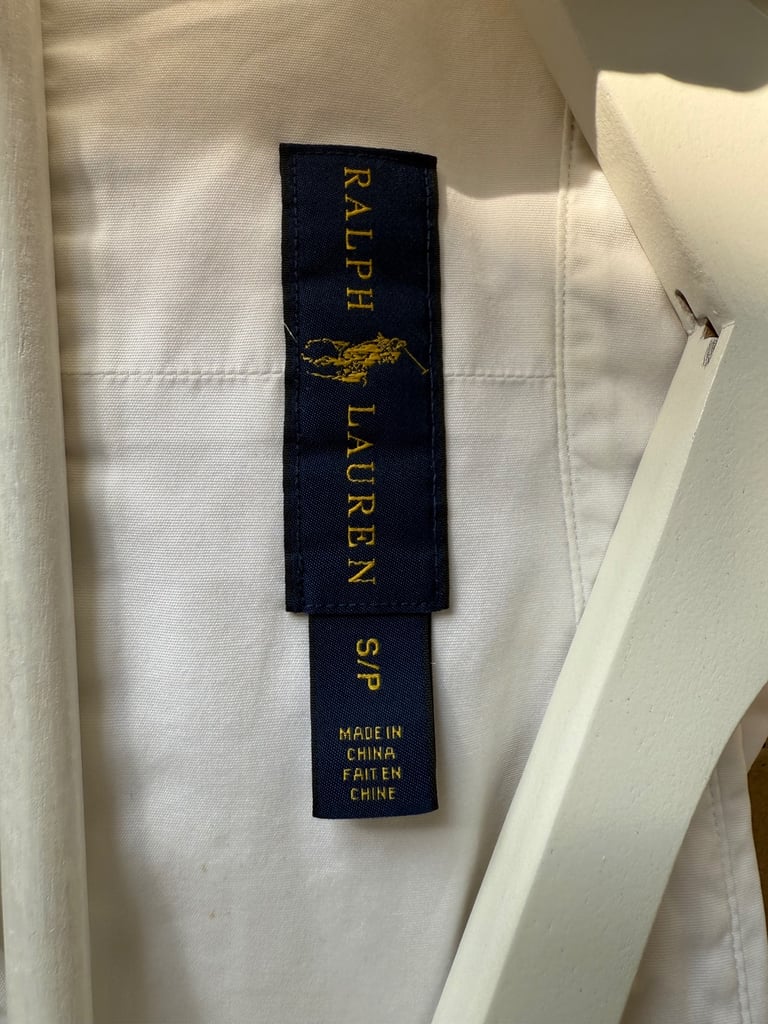 RALPH LAUREN
S/P
MADE IN
CHINA
FAIT EN
CHINE